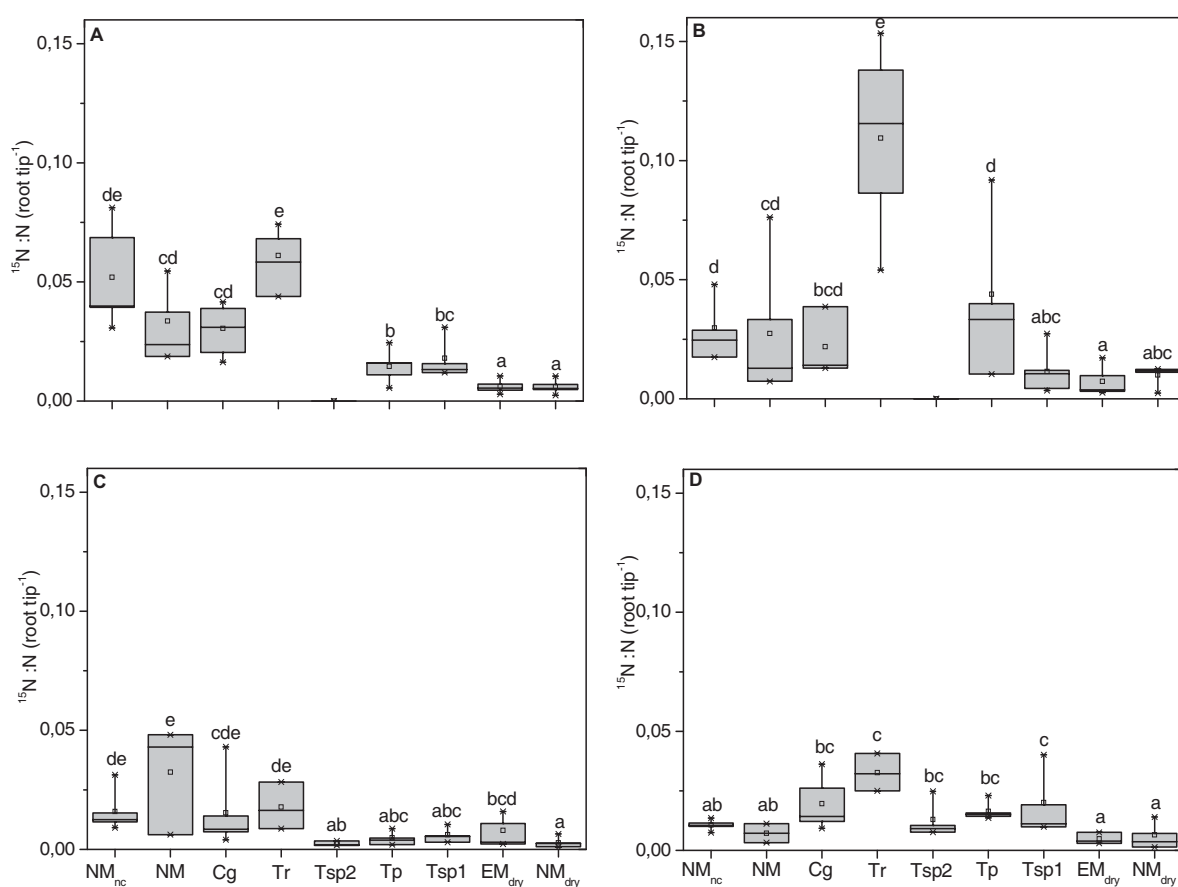 A
0,15
0,10
0,05
0,00
¹⁵N :N (root tip⁻¹)
de
cd
cd
e
b
bc
a
a
B
0,15
0,10
0,05
0,00
¹⁵N :N (root tip⁻¹)
d
cd
bcd
e
d
abc
a
abc
C
0,15
0,10
0,05
0,00
¹⁵N :N (root tip⁻¹)
de
e
cde
de
ab
abc
abc
bcd
a
NMnc NM Cg Tr Tsp2 Tp Tsp1 EMdry NMdry
D
0,15
0,10
0,05
0,00
¹⁵N :N (root tip⁻¹)
ab
ab
bc
c
bc
bc
c
a
a
NMnc NM Cg Tr Tsp2 Tp Tsp1 EMdry NMdry